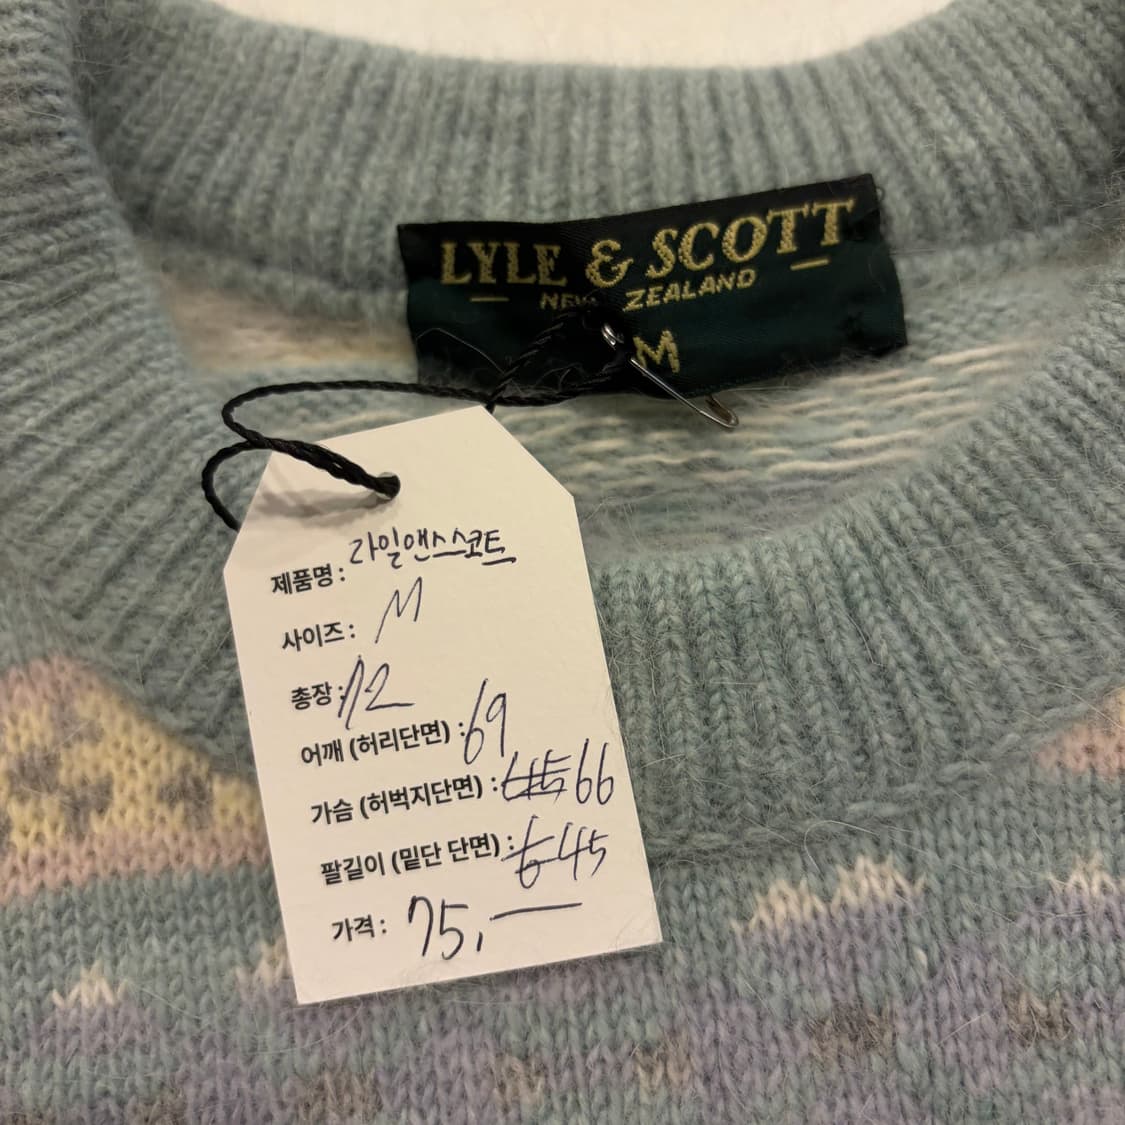 LYLE & SCOTT
NEW ZEALAND
M
제품명 : 라일앤스스코트
사이즈 : M
총장 : 72
어깨 (허리단면) : 69
가슴 (허벅지단면) : 66
팔길이 (밑단 단면) : 45
가격 : 75,—